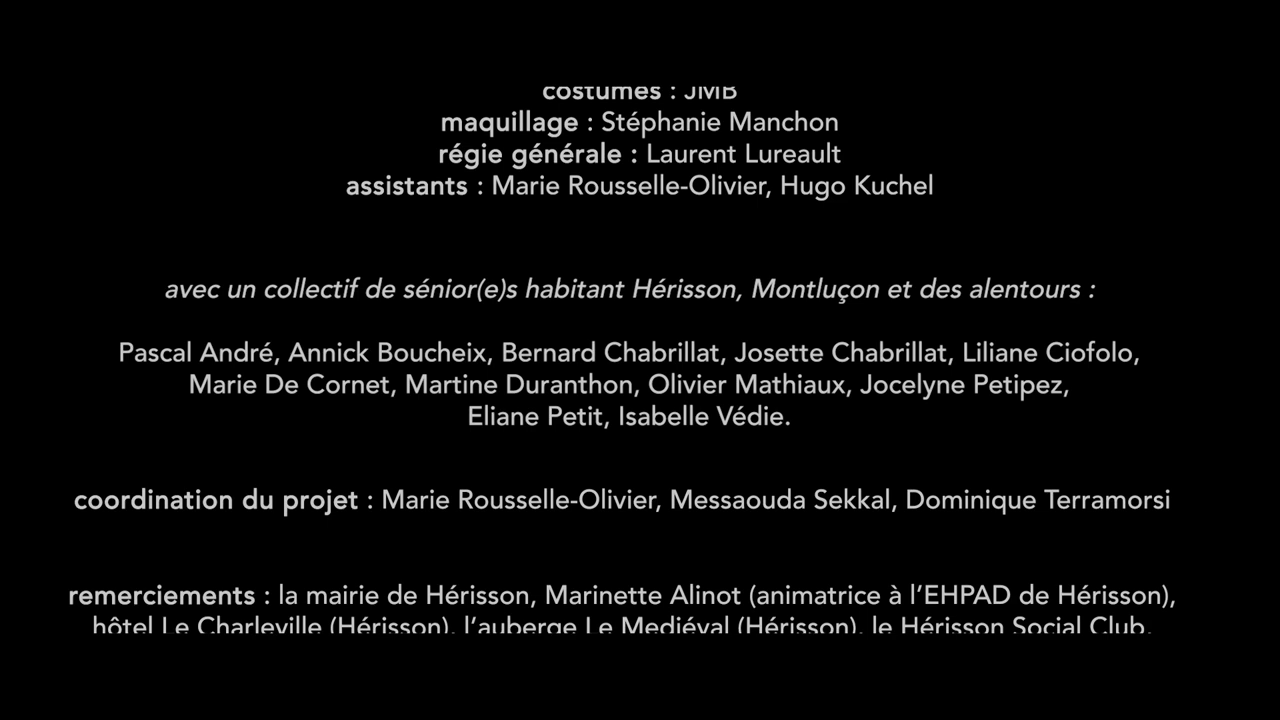 costumes : JMB
maquillage : Stéphanie Manchon
régie générale : Laurent Lureault
assistants : Marie Rousselle-Olivier, Hugo Kuchel
avec un collectif de sénior(e)s habitant Hérisson, Montluçon et des alentours :
Pascal André, Annick Boucheix, Bernard Chabrillat, Josette Chabrillat, Liliane Ciofolo,
Marie De Cornet, Martine Duranthon, Olivier Mathiaux, Jocelyne Petipez,
Eliane Petit, Isabelle Védie.
coordination du projet : Marie Rousselle-Olivier, Messaouda Sekkal, Dominique Terramorsi
remerciements : la mairie de Hérisson, Marinette Alinot (animatrice à l’EHPAD de Hérisson),
hôtel Le Charleville (Hérisson), l’auberge Le Mediéval (Hérisson), le Hérisson Social Club,